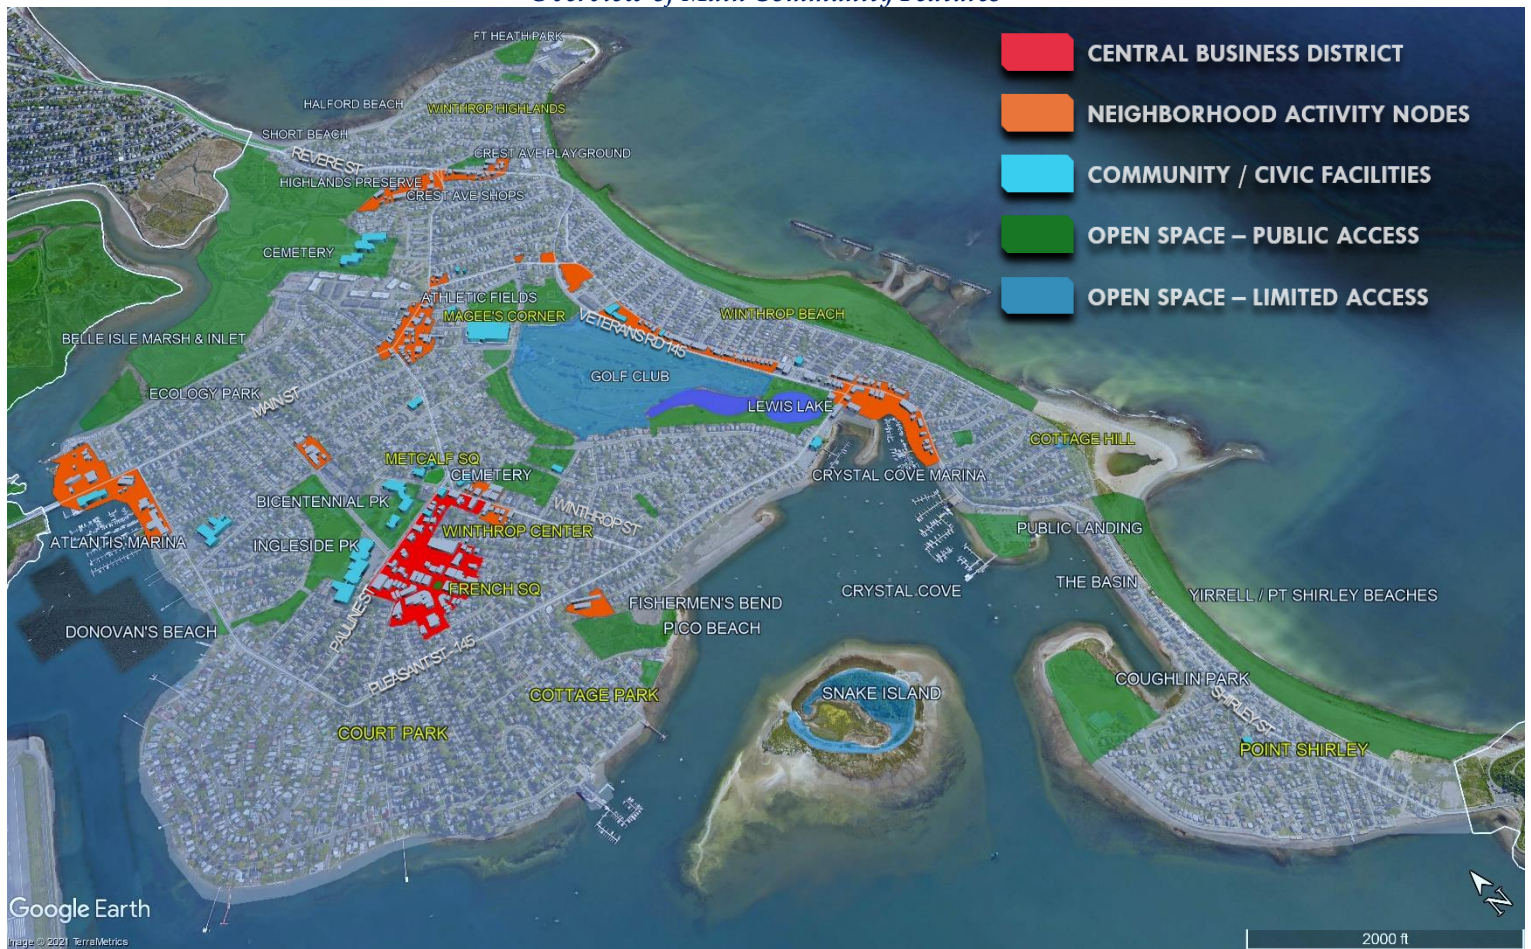 Overview of Main Community Features
CENTRAL BUSINESS DISTRICT
NEIGHBORHOOD ACTIVITY NODES
COMMUNITY / CIVIC FACILITIES
OPEN SPACE – PUBLIC ACCESS
OPEN SPACE – LIMITED ACCESS
FT HEATH PARK
HALFORD BEACH
WINTHROP HIGHLANDS
SHORT BEACH
REVERE ST
CREST AVE PLAYGROUND
HIGHLANDS PRESERVE
CREST AVE SHOPS
CEMETERY
ATHLETIC FIELDS
MAGEE'S CORNER
VETERANS RD 145
WINTHROP BEACH
BELLE ISLE MARSH & INLET
GOLF CLUB
ECOLOGY PARK
MAIN ST
LEWIS LAKE
COTTAGE HILL
METCALF SQ
CEMETERY
CRYSTAL COVE MARINA
BICENTENNIAL PK
WINTHROP ST
WINTHROP CENTER
PUBLIC LANDING
ATLANTIS MARINA
INGLESIDE PK
FRENCH SQ
THE BASIN
CRYSTAL COVE
YIRRELL / PT SHIRLEY BEACHES
FISHERMEN'S BEND
PICO BEACH
DONOVAN'S BEACH
PAULINE ST
PLEASANT ST - 145
COUGHLIN PARK
SNAKE ISLAND
COTTAGE PARK
SHIRLEY ST
COURT PARK
POINT SHIRLEY
N
Google Earth
Image © 2021 TerraMetrics
2000 ft